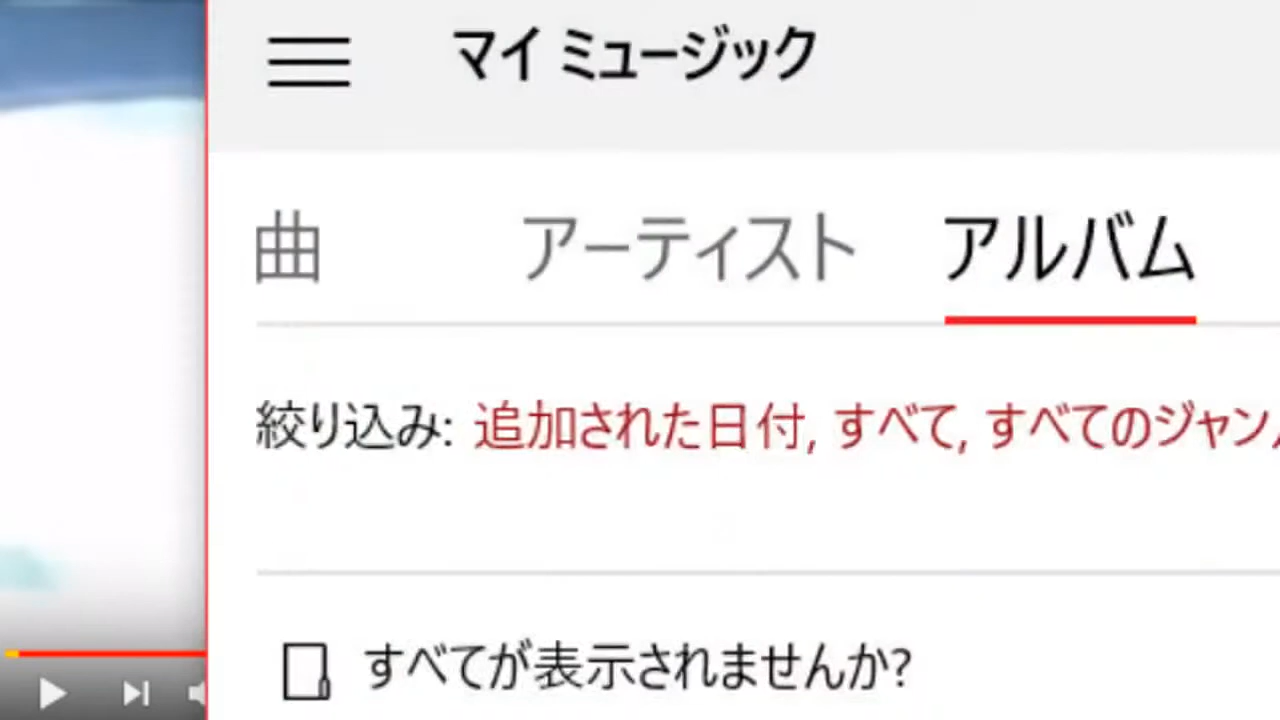 マイ ミュージック
曲 アーティスト アルバム
絞り込み: 追加された日付, すべて, すべてのジャン
すべてが表示されませんか?